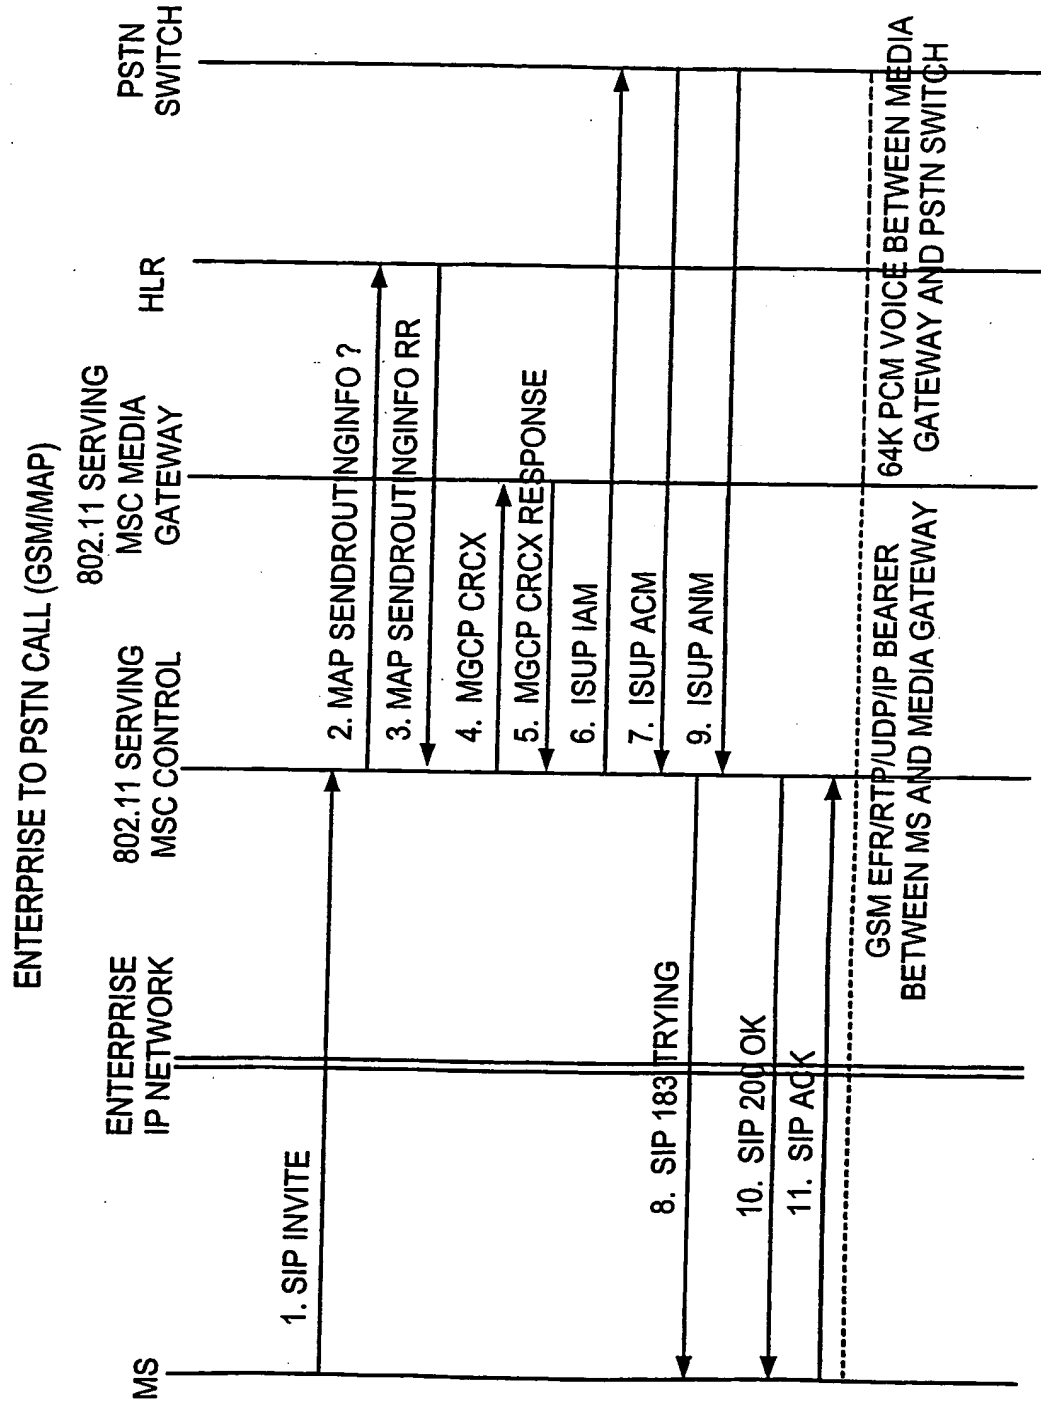 ENTERPRISE TO PSTN CALL (GSM/MAP)
MS
ENTERPRISE
IP NETWORK
802.11 SERVING
MSC CONTROL
802.11 SERVING
MSC MEDIA
GATEWAY
HLR
PSTN
SWITCH
1. SIP INVITE
2. MAP SENDROUTINGINFO ?
3. MAP SENDROUTINGINFO RR
4. MGCP CRCX
5. MGCP CRCX RESPONSE
6. ISUP IAM
7. ISUP ACM
8. SIP 183 TRYING
9. ISUP ANM
10. SIP 200 OK
11. SIP ACK
GSM EFR/RTP/UDP/IP BEARER
BETWEEN MS AND MEDIA GATEWAY
64K PCM VOICE BETWEEN MEDIA
GATEWAY AND PSTN SWITCH